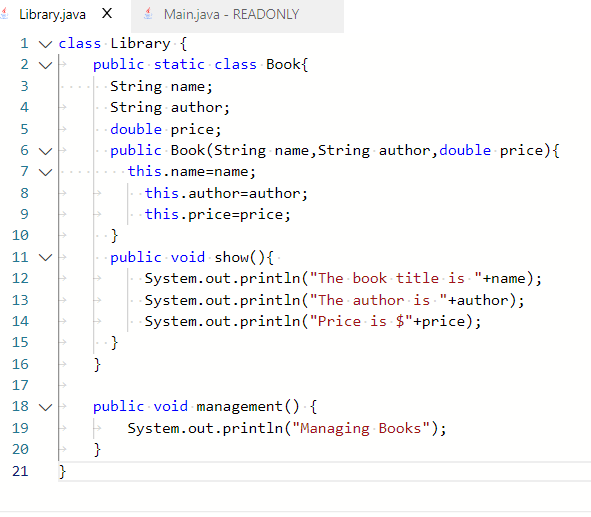 Library.java X Main.java - READONLY
1 class Library {
2 public static class Book{
3 String name;
4 String author;
5 double price;
6 public Book(String name,String author,double price){
7 this.name=name;
8 this.author=author;
9 this.price=price;
10 }
11 public void show(){
12 System.out.println("The book title is "+name);
13 System.out.println("The author is "+author);
14 System.out.println("Price is $"+price);
15 }
16 }
17
18 public void management() {
19 System.out.println("Managing Books");
20 }
21 }